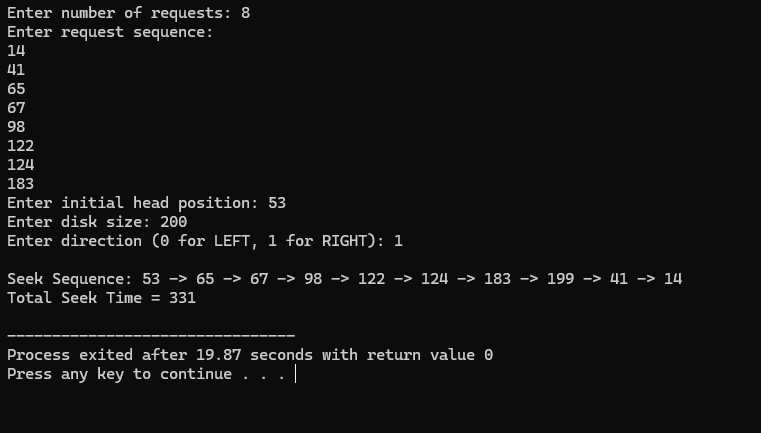 Enter number of requests: 8
Enter request sequence:
14
41
65
67
98
122
124
183
Enter initial head position: 53
Enter disk size: 200
Enter direction (0 for LEFT, 1 for RIGHT): 1
Seek Sequence: 53 -> 65 -> 67 -> 98 -> 122 -> 124 -> 183 -> 199 -> 41 -> 14
Total Seek Time = 331
--------------------------------
Process exited after 19.87 seconds with return value 0
Press any key to continue . . .